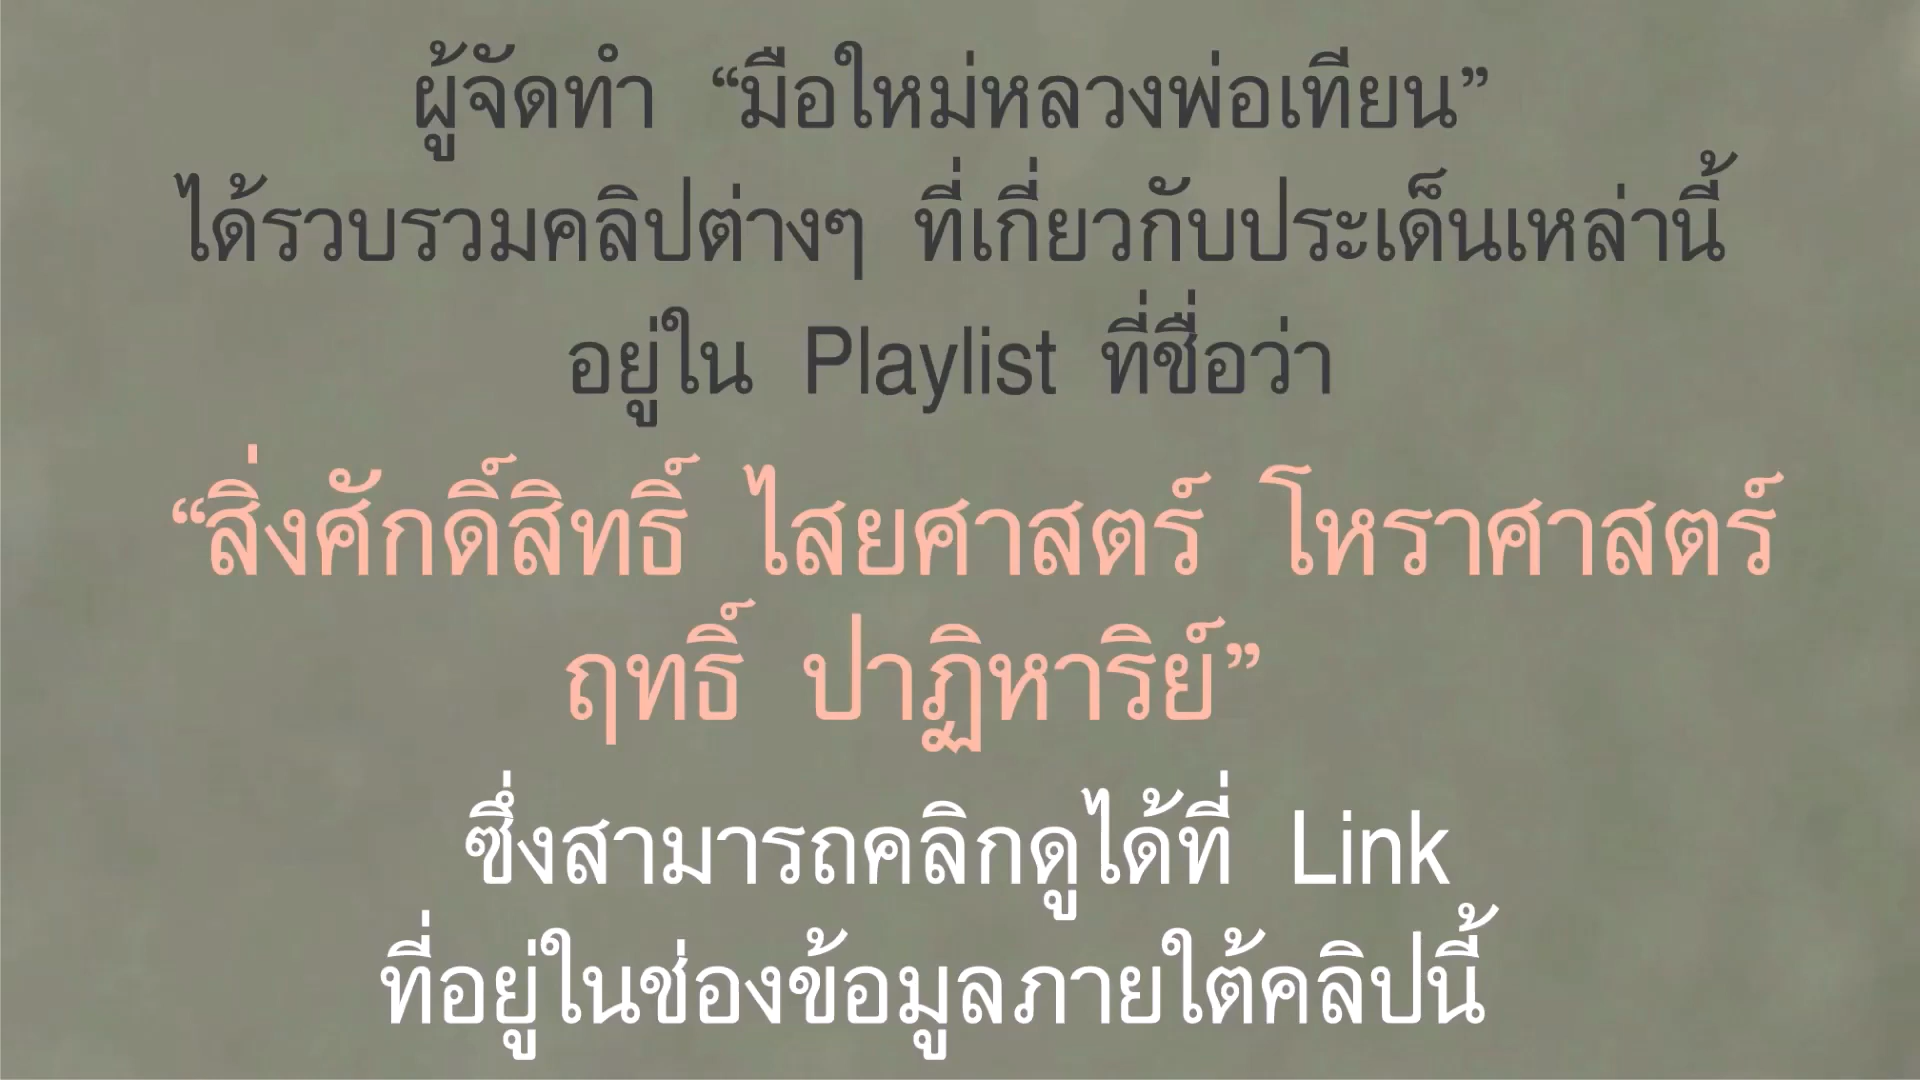 ผู้จัดทำ “มือใหม่หลวงพ่อเทียน”
ได้รวบรวมคลิปต่างๆ ที่เกี่ยวกับประเด็นเหล่านี้
อยู่ใน Playlist ที่ชื่อว่า
“สิ่งศักดิ์สิทธิ์ ไสยศาสตร์ โหราศาสตร์
ฤทธิ์ ปาฏิหาริย์”
ซึ่งสามารถคลิกดูได้ที่ Link
ที่อยู่ในช่องข้อมูลภายใต้คลิปนี้